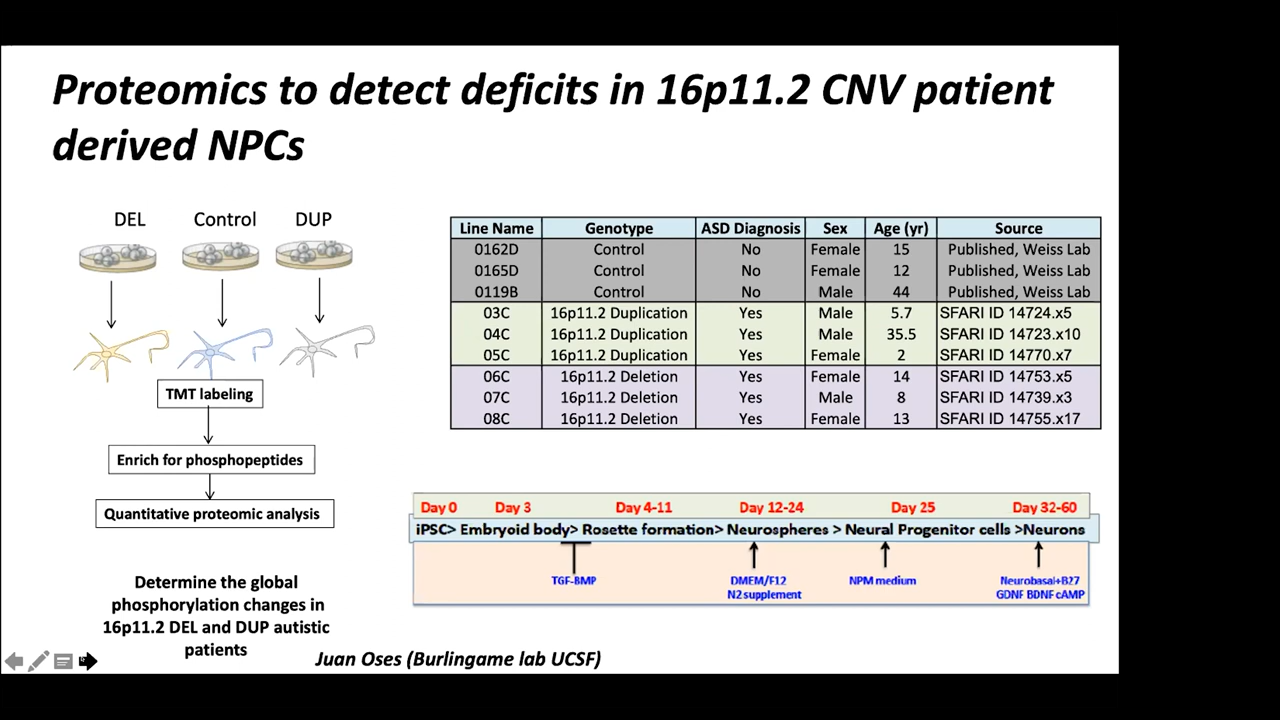 Proteomics to detect deficits in 16p11.2 CNV patient
derived NPCs
DEL Control DUP
TMT labeling
Enrich for phosphopeptides
Quantitative proteomic analysis
Determine the global
phosphorylation changes in
16p11.2 DEL and DUP autistic
patients
Line Name Genotype ASD Diagnosis Sex Age (yr) Source
0162D Control No Female 15 Published, Weiss Lab
0165D Control No Female 12 Published, Weiss Lab
0119B Control No Male 44 Published, Weiss Lab
03C 16p11.2 Duplication Yes Male 5.7 SFARI ID 14724.x5
04C 16p11.2 Duplication Yes Male 35.5 SFARI ID 14723.x10
05C 16p11.2 Duplication Yes Female 2 SFARI ID 14770.x7
06C 16p11.2 Deletion Yes Female 14 SFARI ID 14753.x5
07C 16p11.2 Deletion Yes Male 8 SFARI ID 14739.x3
08C 16p11.2 Deletion Yes Female 13 SFARI ID 14755.x17
Day 0 Day 3 Day 4-11 Day 12-24 Day 25 Day 32-60
iPSC> Embryoid body> Rosette formation> Neurospheres > Neural Progenitor cells >Neurons
TGF-BMP DMEM/F12 NPM medium Neurobasal+B27
N2 supplement GDNF BDNF cAMP
Juan Oses (Burlingame lab UCSF)